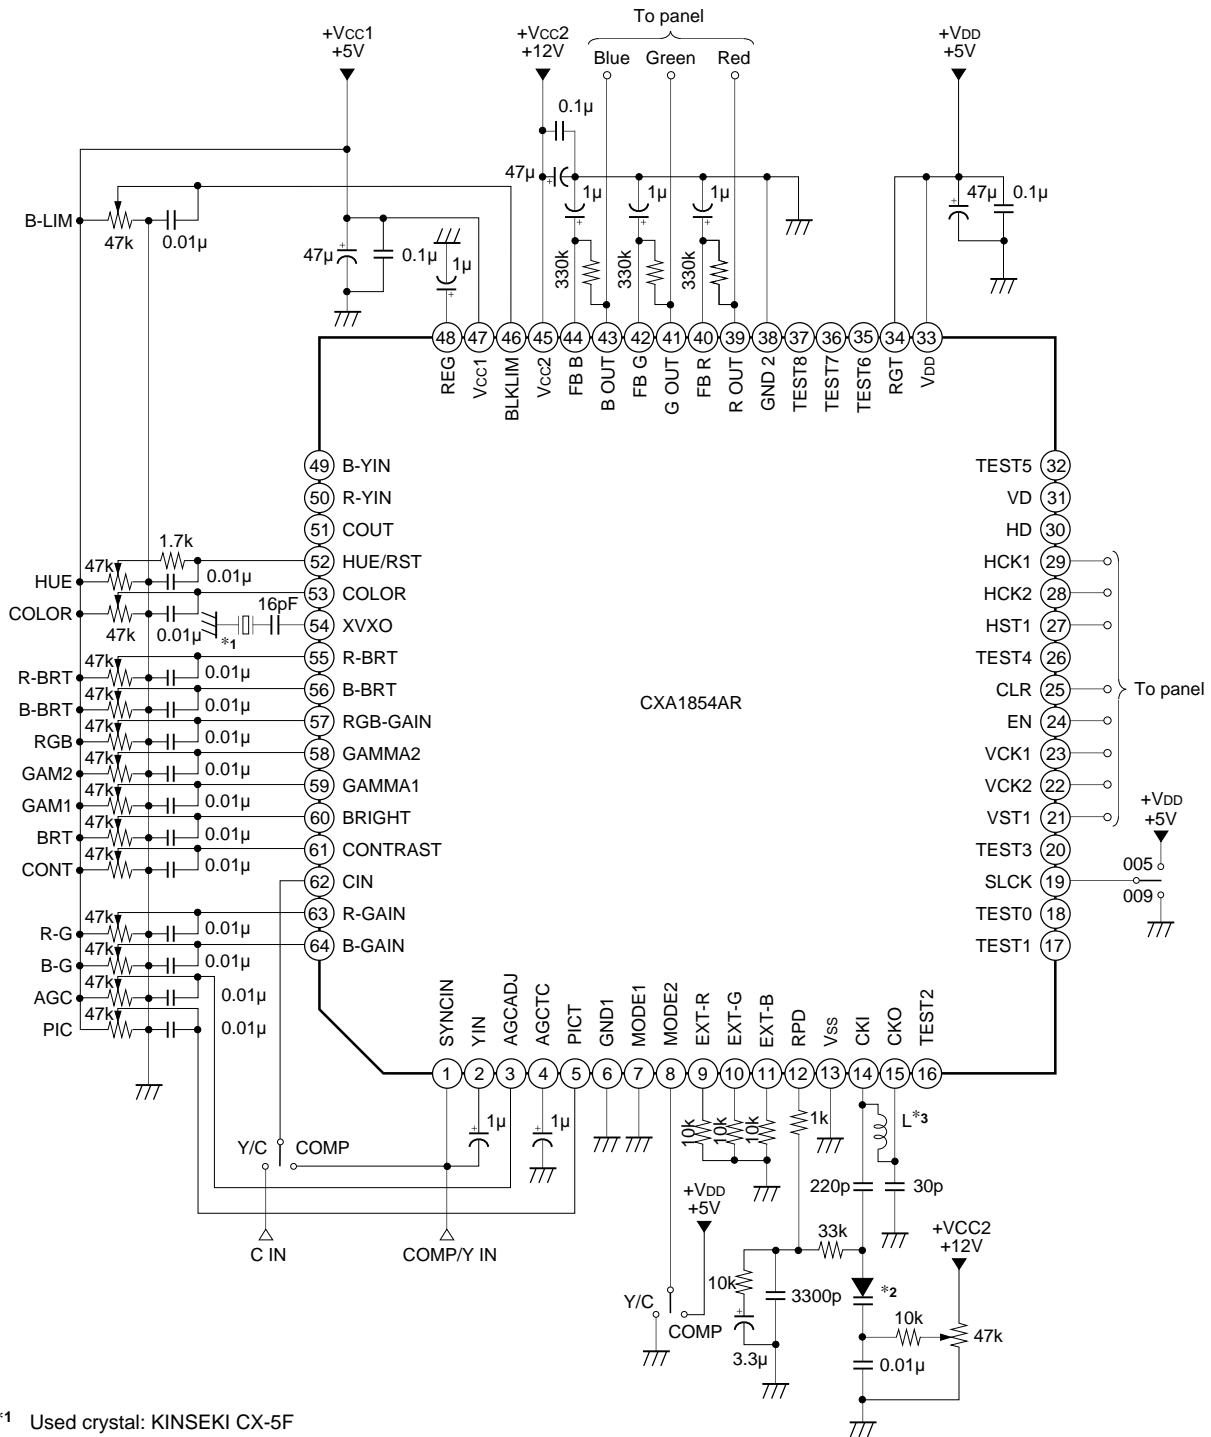 To panel
+VCC1
+5V
+VCC2
+12V
Blue
Green
Red
+VDD
+5V
0.1µ
47µ
1µ
1µ
1µ
47µ
0.1µ
B-LIM
47k
0.01µ
47µ
0.1µ
1µ
330k
330k
330k
48
47
46
45
44
43
42
41
40
39
38
37
36
35
34
33
REG
VCC1
BLKLIM
VCC2
FB B
B OUT
FB G
G OUT
FB R
R OUT
GND 2
TEST8
TEST7
TEST6
RGT
VDD
49 B-YIN
50 R-YIN
51 COUT
52 HUE/RST
53 COLOR
54 XVXO
55 R-BRT
56 B-BRT
57 RGB-GAIN
58 GAMMA2
59 GAMMA1
60 BRIGHT
61 CONTRAST
62 CIN
63 R-GAIN
64 B-GAIN
1.7k
HUE
47k
0.01µ
COLOR
47k
0.01µ
*1
16pF
R-BRT
47k
0.01µ
B-BRT
47k
0.01µ
RGB
47k
0.01µ
GAM2
47k
0.01µ
GAM1
47k
0.01µ
BRT
47k
0.01µ
CONT
47k
0.01µ
R-G
47k
0.01µ
B-G
47k
0.01µ
AGC
47k
0.01µ
PIC
47k
0.01µ
CXA1854AR
TEST5 32
VD 31
HD 30
HCK1 29
HCK2 28
HST1 27
TEST4 26
CLR 25
EN 24
VCK1 23
VCK2 22
VST1 21
TEST3 20
SLCK 19
TEST0 18
TEST1 17
To panel
+VDD
+5V
005
009
SYNCIN
YIN
AGCADJ
AGCTC
PICT
GND1
MODE1
MODE2
EXT-R
EXT-G
EXT-B
RPD
VSS
CKI
CKO
TEST2
1
2
3
4
5
6
7
8
9
10
11
12
13
14
15
16
1µ
1µ
10k
10k
10k
1k
L*3
220p
30p
Y/C
COMP
C IN
COMP/Y IN
+VDD
+5V
Y/C
COMP
33k
10k
3300p
3.3µ
*2
+VCC2
+12V
10k
47k
0.01µ
*1 Used crystal: KINSEKI CX-5F